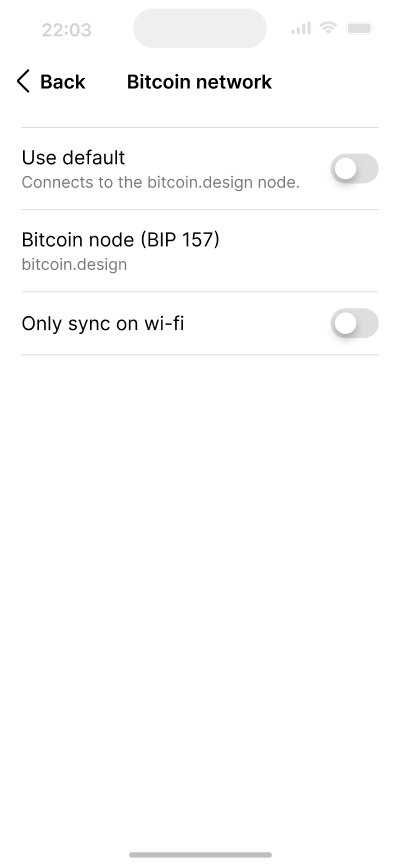 22:03
Back
Bitcoin network
Use default
Connects to the bitcoin.design node.
Bitcoin node (BIP 157)
bitcoin.design
Only sync on wi-fi